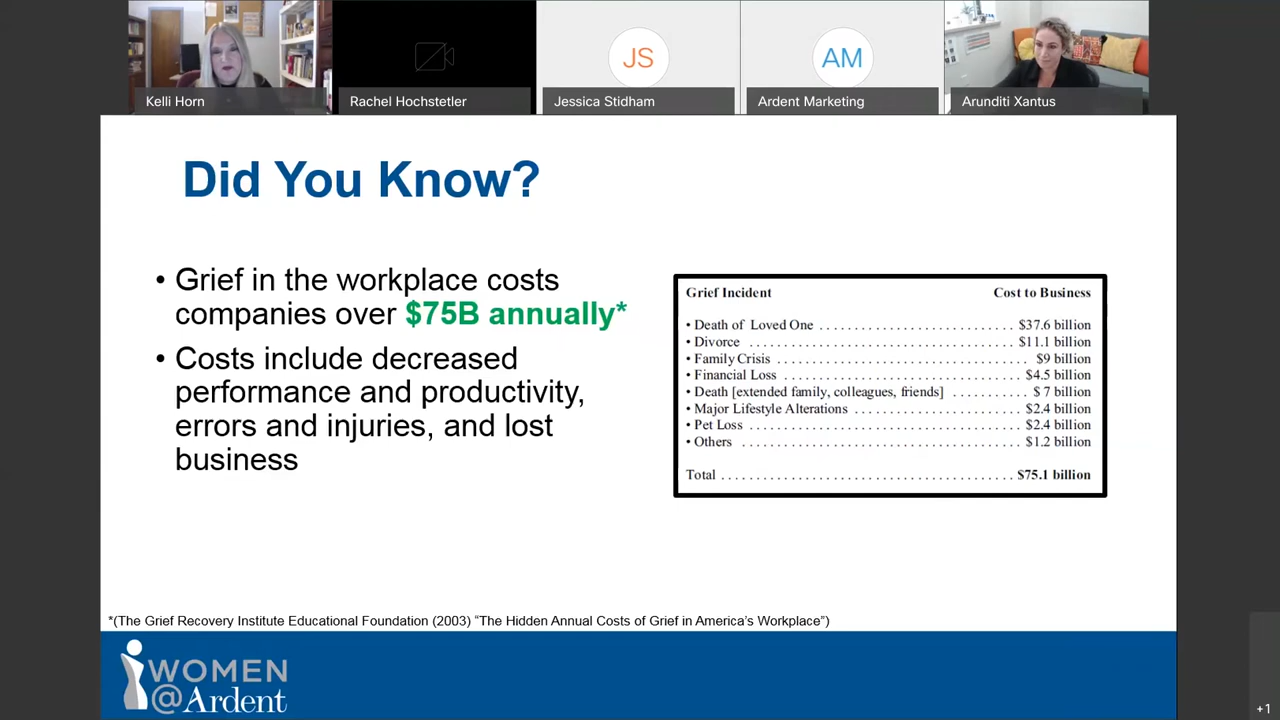 Kelli Horn
Rachel Hochstetler
JS
Jessica Stidham
AM
Ardent Marketing
Arunditi Xantus
Did You Know?
• Grief in the workplace costs
companies over $75B annually*
• Costs include decreased
performance and productivity,
errors and injuries, and lost
business
Grief Incident Cost to Business
• Death of Loved One . . . . . . . . . . . . . . . . . . . . . . . . . . . . $37.6 billion
• Divorce . . . . . . . . . . . . . . . . . . . . . . . . . . . . . . . . . . . . . . $11.1 billion
• Family Crisis . . . . . . . . . . . . . . . . . . . . . . . . . . . . . . . . . . . $9 billion
• Financial Loss . . . . . . . . . . . . . . . . . . . . . . . . . . . . . . . . . $4.5 billion
• Death [extended family, colleagues, friends] . . . . . . . . . . . $ 7 billion
• Major Lifestyle Alterations . . . . . . . . . . . . . . . . . . . . . . . . $2.4 billion
• Pet Loss . . . . . . . . . . . . . . . . . . . . . . . . . . . . . . . . . . . . . . $2.4 billion
• Others . . . . . . . . . . . . . . . . . . . . . . . . . . . . . . . . . . . . . . . $1.2 billion
Total . . . . . . . . . . . . . . . . . . . . . . . . . . . . . . . . . . . . . . . . . . $75.1 billion
*(The Grief Recovery Institute Educational Foundation (2003) “The Hidden Annual Costs of Grief in America’s Workplace”)
WOMEN
@Ardent
+1